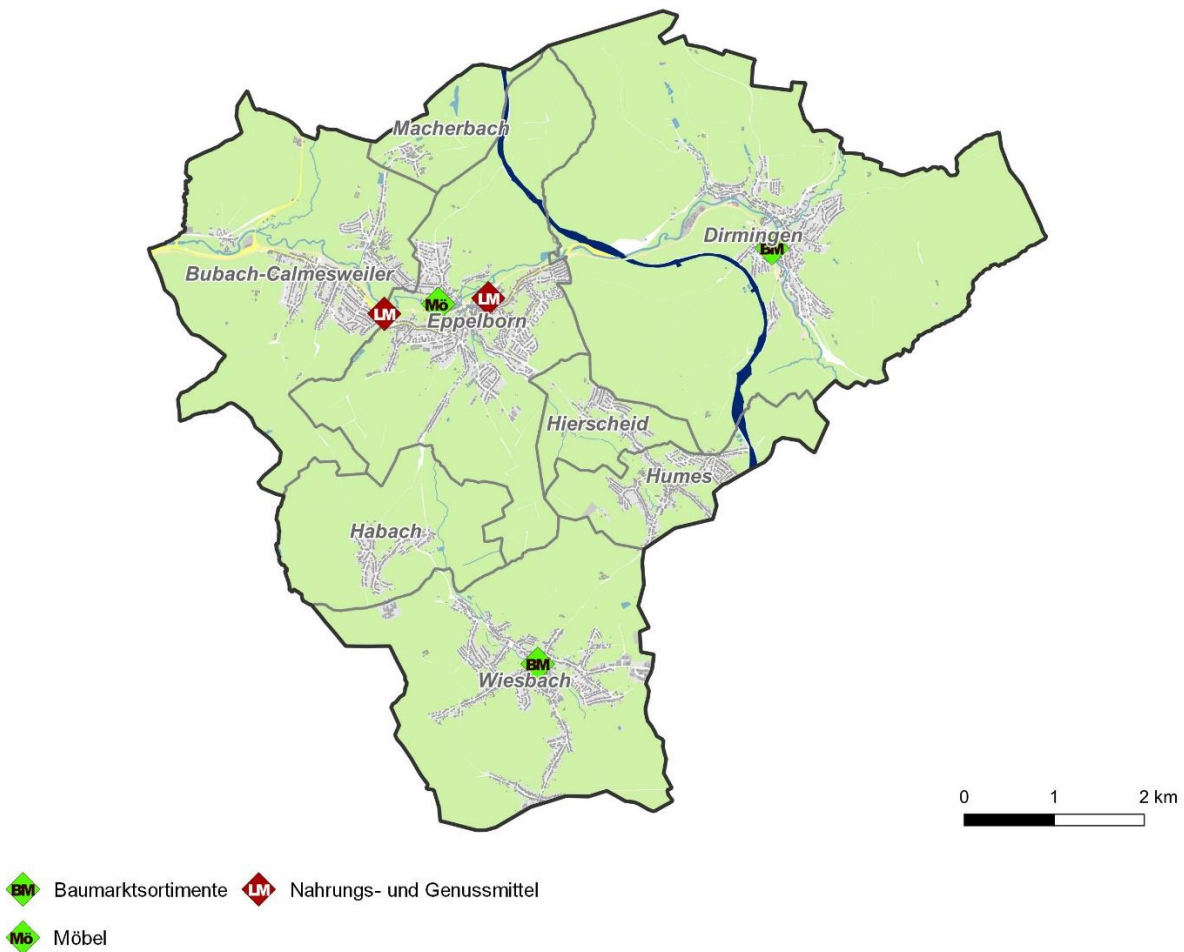 Macherbach
Dirmingen
BM
Bubach-Calmesweiler
LM
Mö
LM
Eppelborn
Hierscheid
Humes
Habach
BM
Wiesbach
0 1 2 km
BM Baumarktsortimente LM Nahrungs- und Genussmittel
Mö Möbel